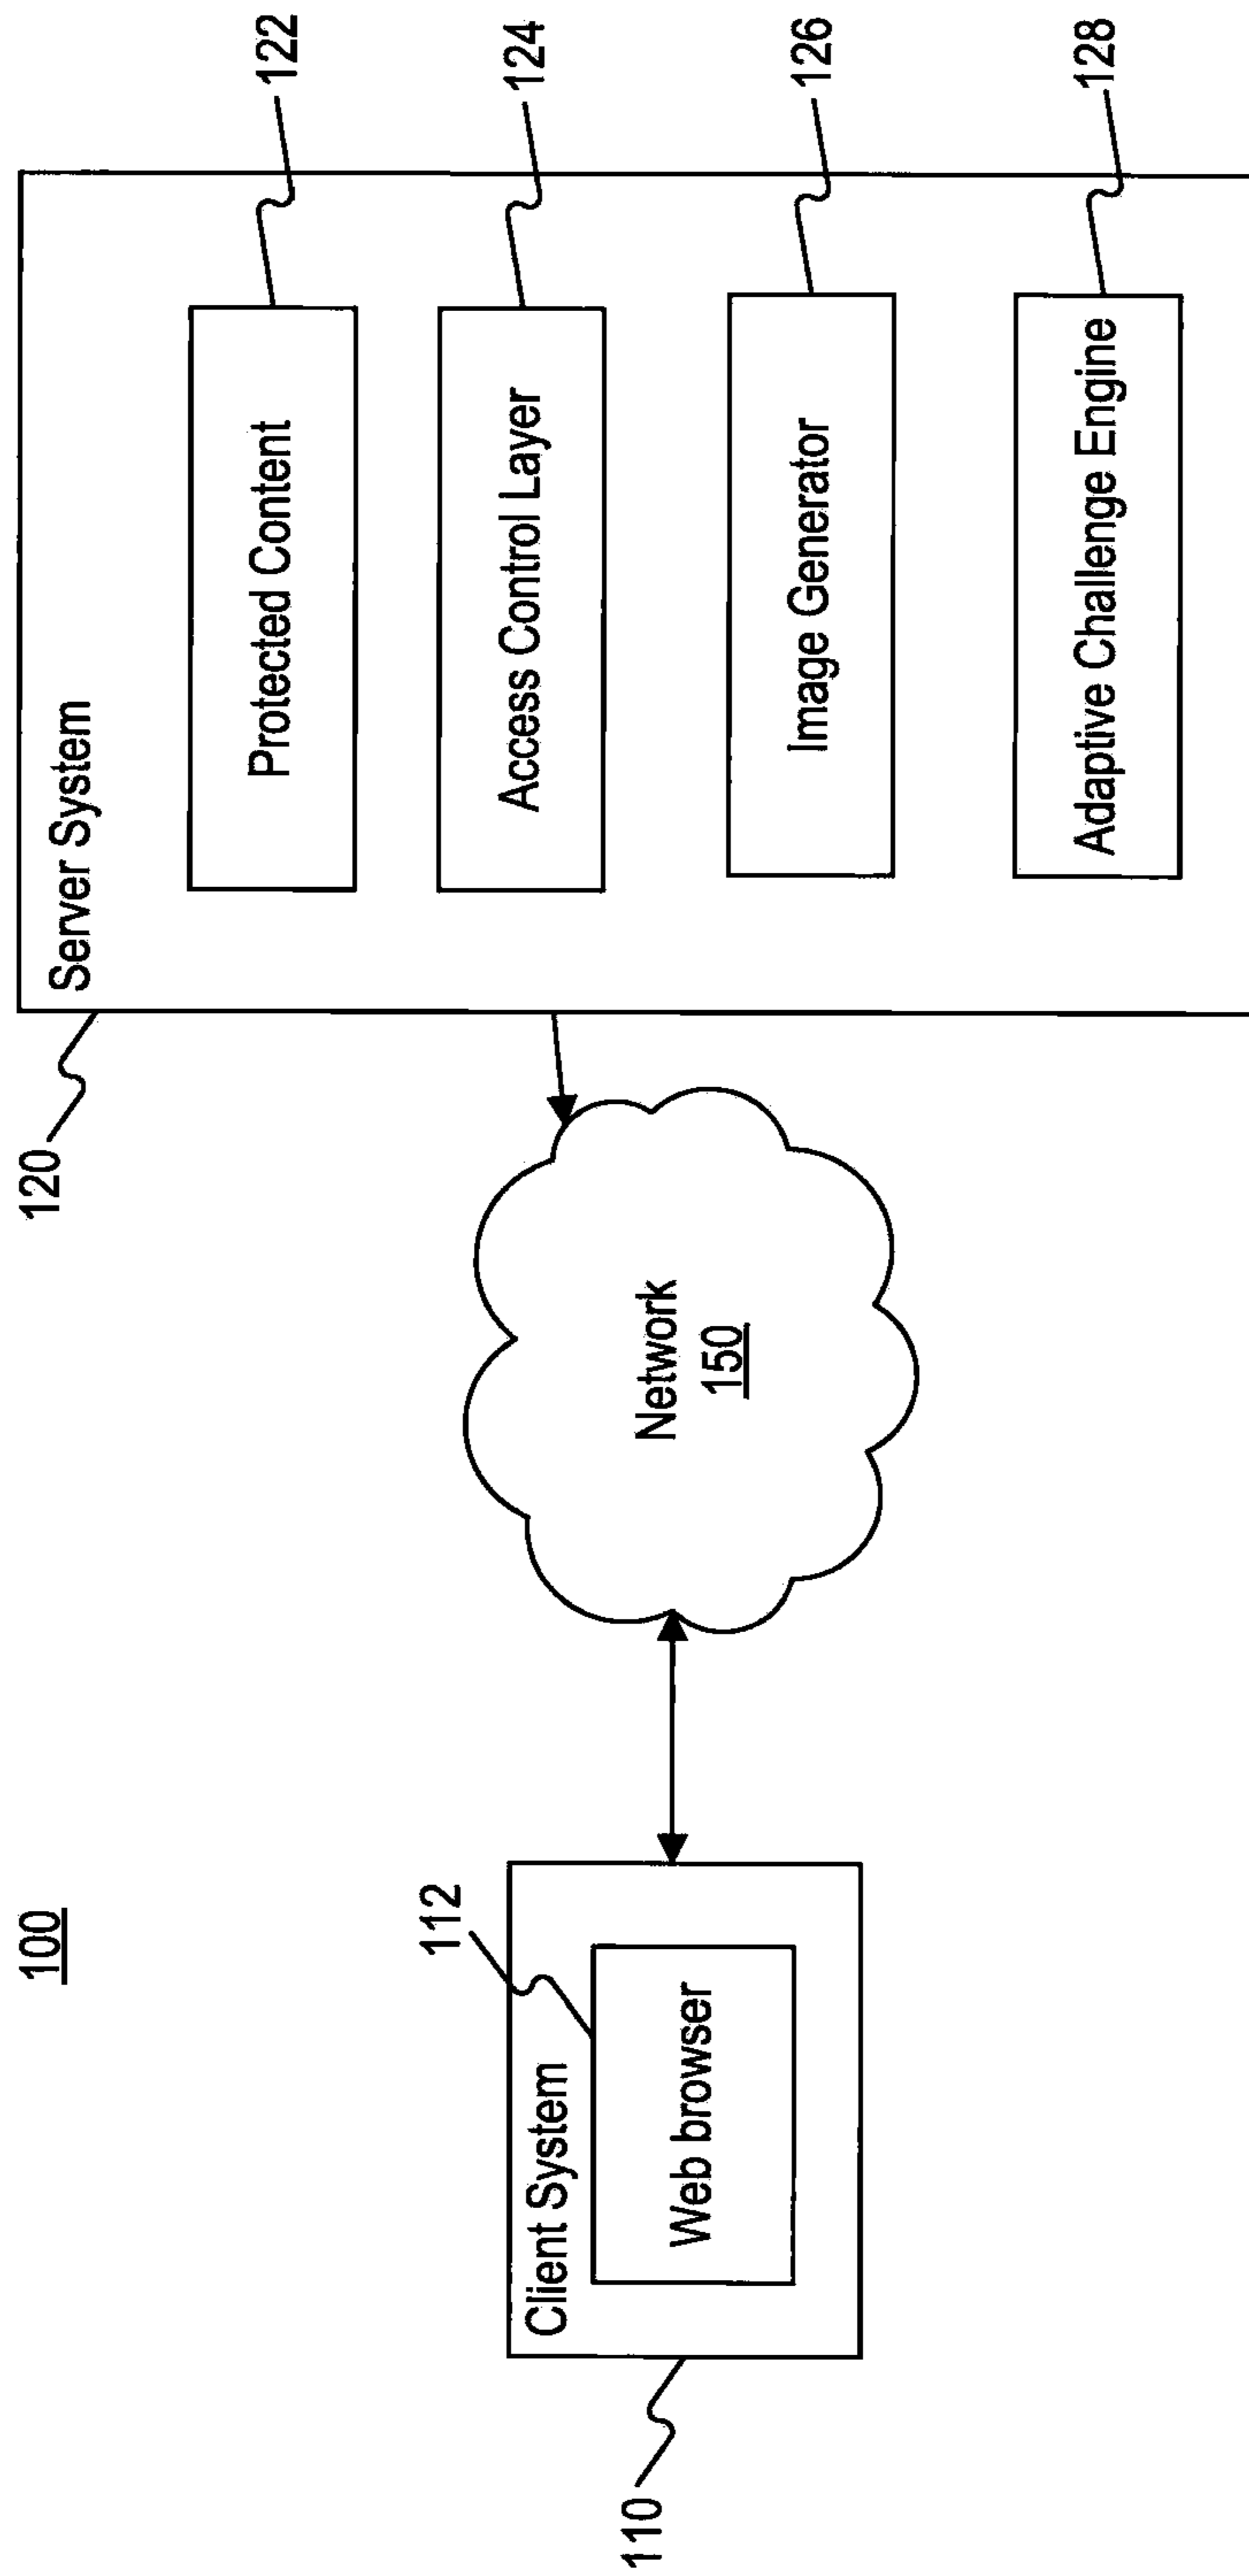 100
110
Client System
112
Web browser
Network
150
120
Server System
Protected Content
122
Access Control Layer
124
Image Generator
126
Adaptive Challenge Engine
128